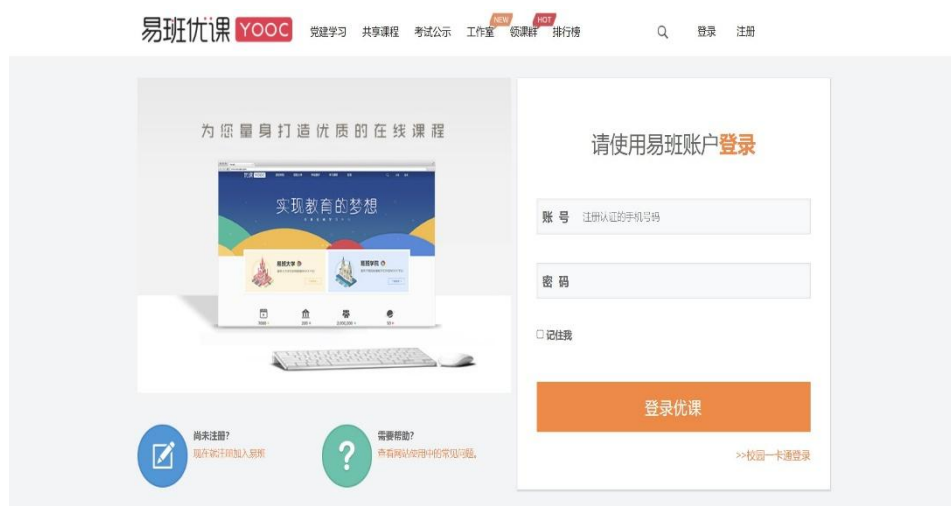 易班优课 YOOC 党建学习 共享课程 考试公示 工作室 NEW 领课群 HOT 排行榜 登录 注册
为您量身打造优质的在线课程
实现教育的梦想
请使用易班账户登录
账 号 注册认证的手机号码
密 码
记住我
登录优课
>>校园一卡通登录
尚未注册?
现在就注册加入易班
需要帮助?
查看网站使用中的常见问题。